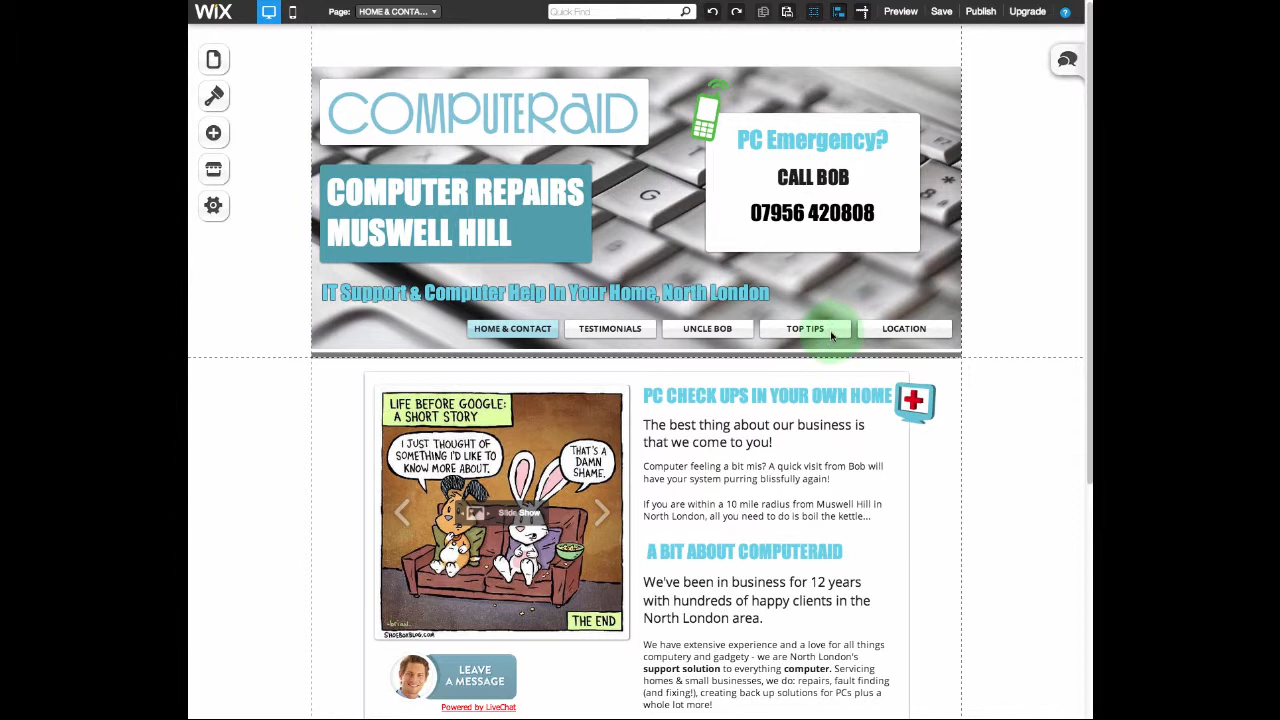 WiX
Page:
HOME & CONTA...
Quick Find
Preview
Save
Publish
Upgrade
?
COMPUTERAID
PC Emergency?
CALL BOB
07956 420808
G
COMPUTER REPAIRS
MUSWELL HILL
IT Support & Computer Help In Your Home, North London
HOME & CONTACT
TESTIMONIALS
UNCLE BOB
TOP TIPS
LOCATION
LIFE BEFORE GOOGLE:
A SHORT STORY
I JUST THOUGHT OF
SOMETHING I'D LIKE TO
KNOW MORE ABOUT.
THAT'S A
DAMN
SHAME.
Slide Show
THE END
SHOEBOXBLOG.COM
LEAVE
A MESSAGE
Powered by LiveChat
PC CHECK UPS IN YOUR OWN HOME
The best thing about our business is
that we come to you!
Computer feeling a bit mis? A quick visit from Bob will
have your system purring blissfully again!
If you are within a 10 mile radius from Muswell Hill in
North London, all you need to do is boil the kettle...
A BIT ABOUT COMPUTERAID
We've been in business for 12 years
with hundreds of happy clients in the
North London area.
We have extensive experience and a love for all things
computery and gadgety - we are North London's
support solution to everything computer. Servicing
homes & small businesses, we do: repairs, fault finding
(and fixing!), creating back up solutions for PCs plus a
whole lot more!